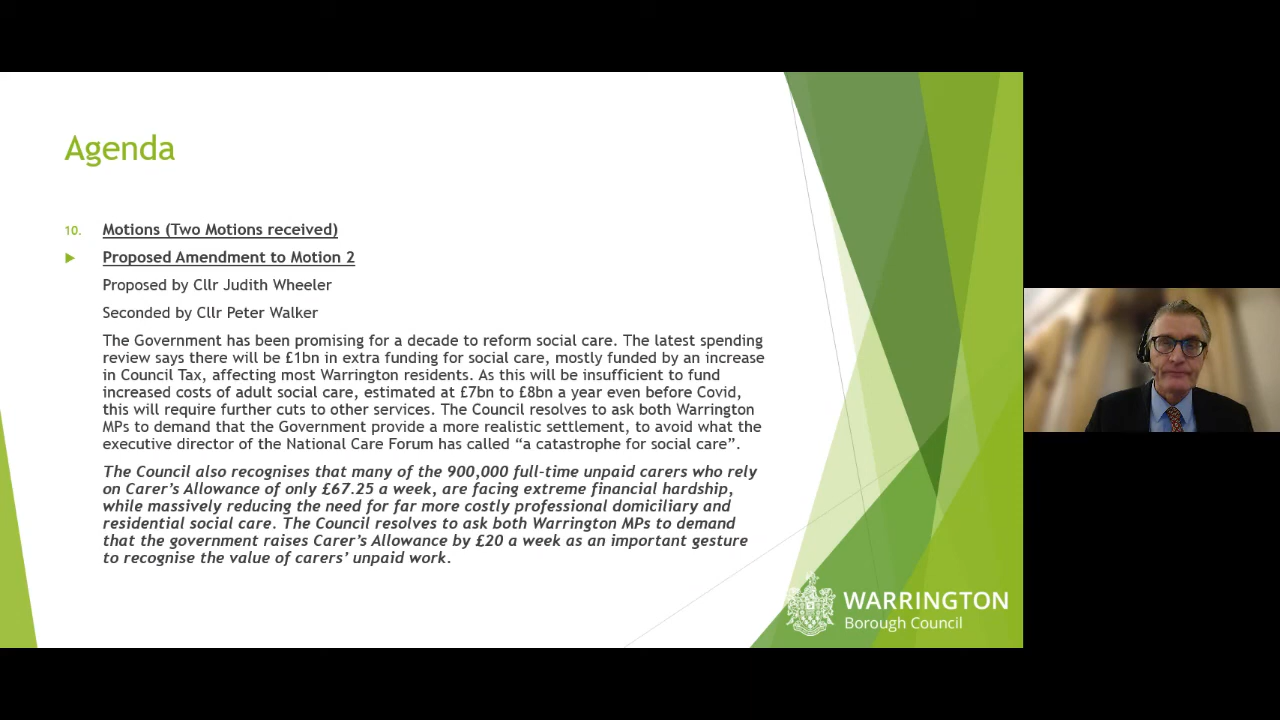 Agenda
10. Motions (Two Motions received)
Proposed Amendment to Motion 2
Proposed by Cllr Judith Wheeler
Seconded by Cllr Peter Walker
The Government has been promising for a decade to reform social care. The latest spending
review says there will be £1bn in extra funding for social care, mostly funded by an increase
in Council Tax, affecting most Warrington residents. As this will be insufficient to fund
increased costs of adult social care, estimated at £7bn to £8bn a year even before Covid,
this will require further cuts to other services. The Council resolves to ask both Warrington
MPs to demand that the Government provide a more realistic settlement, to avoid what the
executive director of the National Care Forum has called “a catastrophe for social care”.
The Council also recognises that many of the 900,000 full-time unpaid carers who rely
on Carer’s Allowance of only £67.25 a week, are facing extreme financial hardship,
while massively reducing the need for far more costly professional domiciliary and
residential social care. The Council resolves to ask both Warrington MPs to demand
that the government raises Carer’s Allowance by £20 a week as an important gesture
to recognise the value of carers’ unpaid work.
WARRINGTON
Borough Council